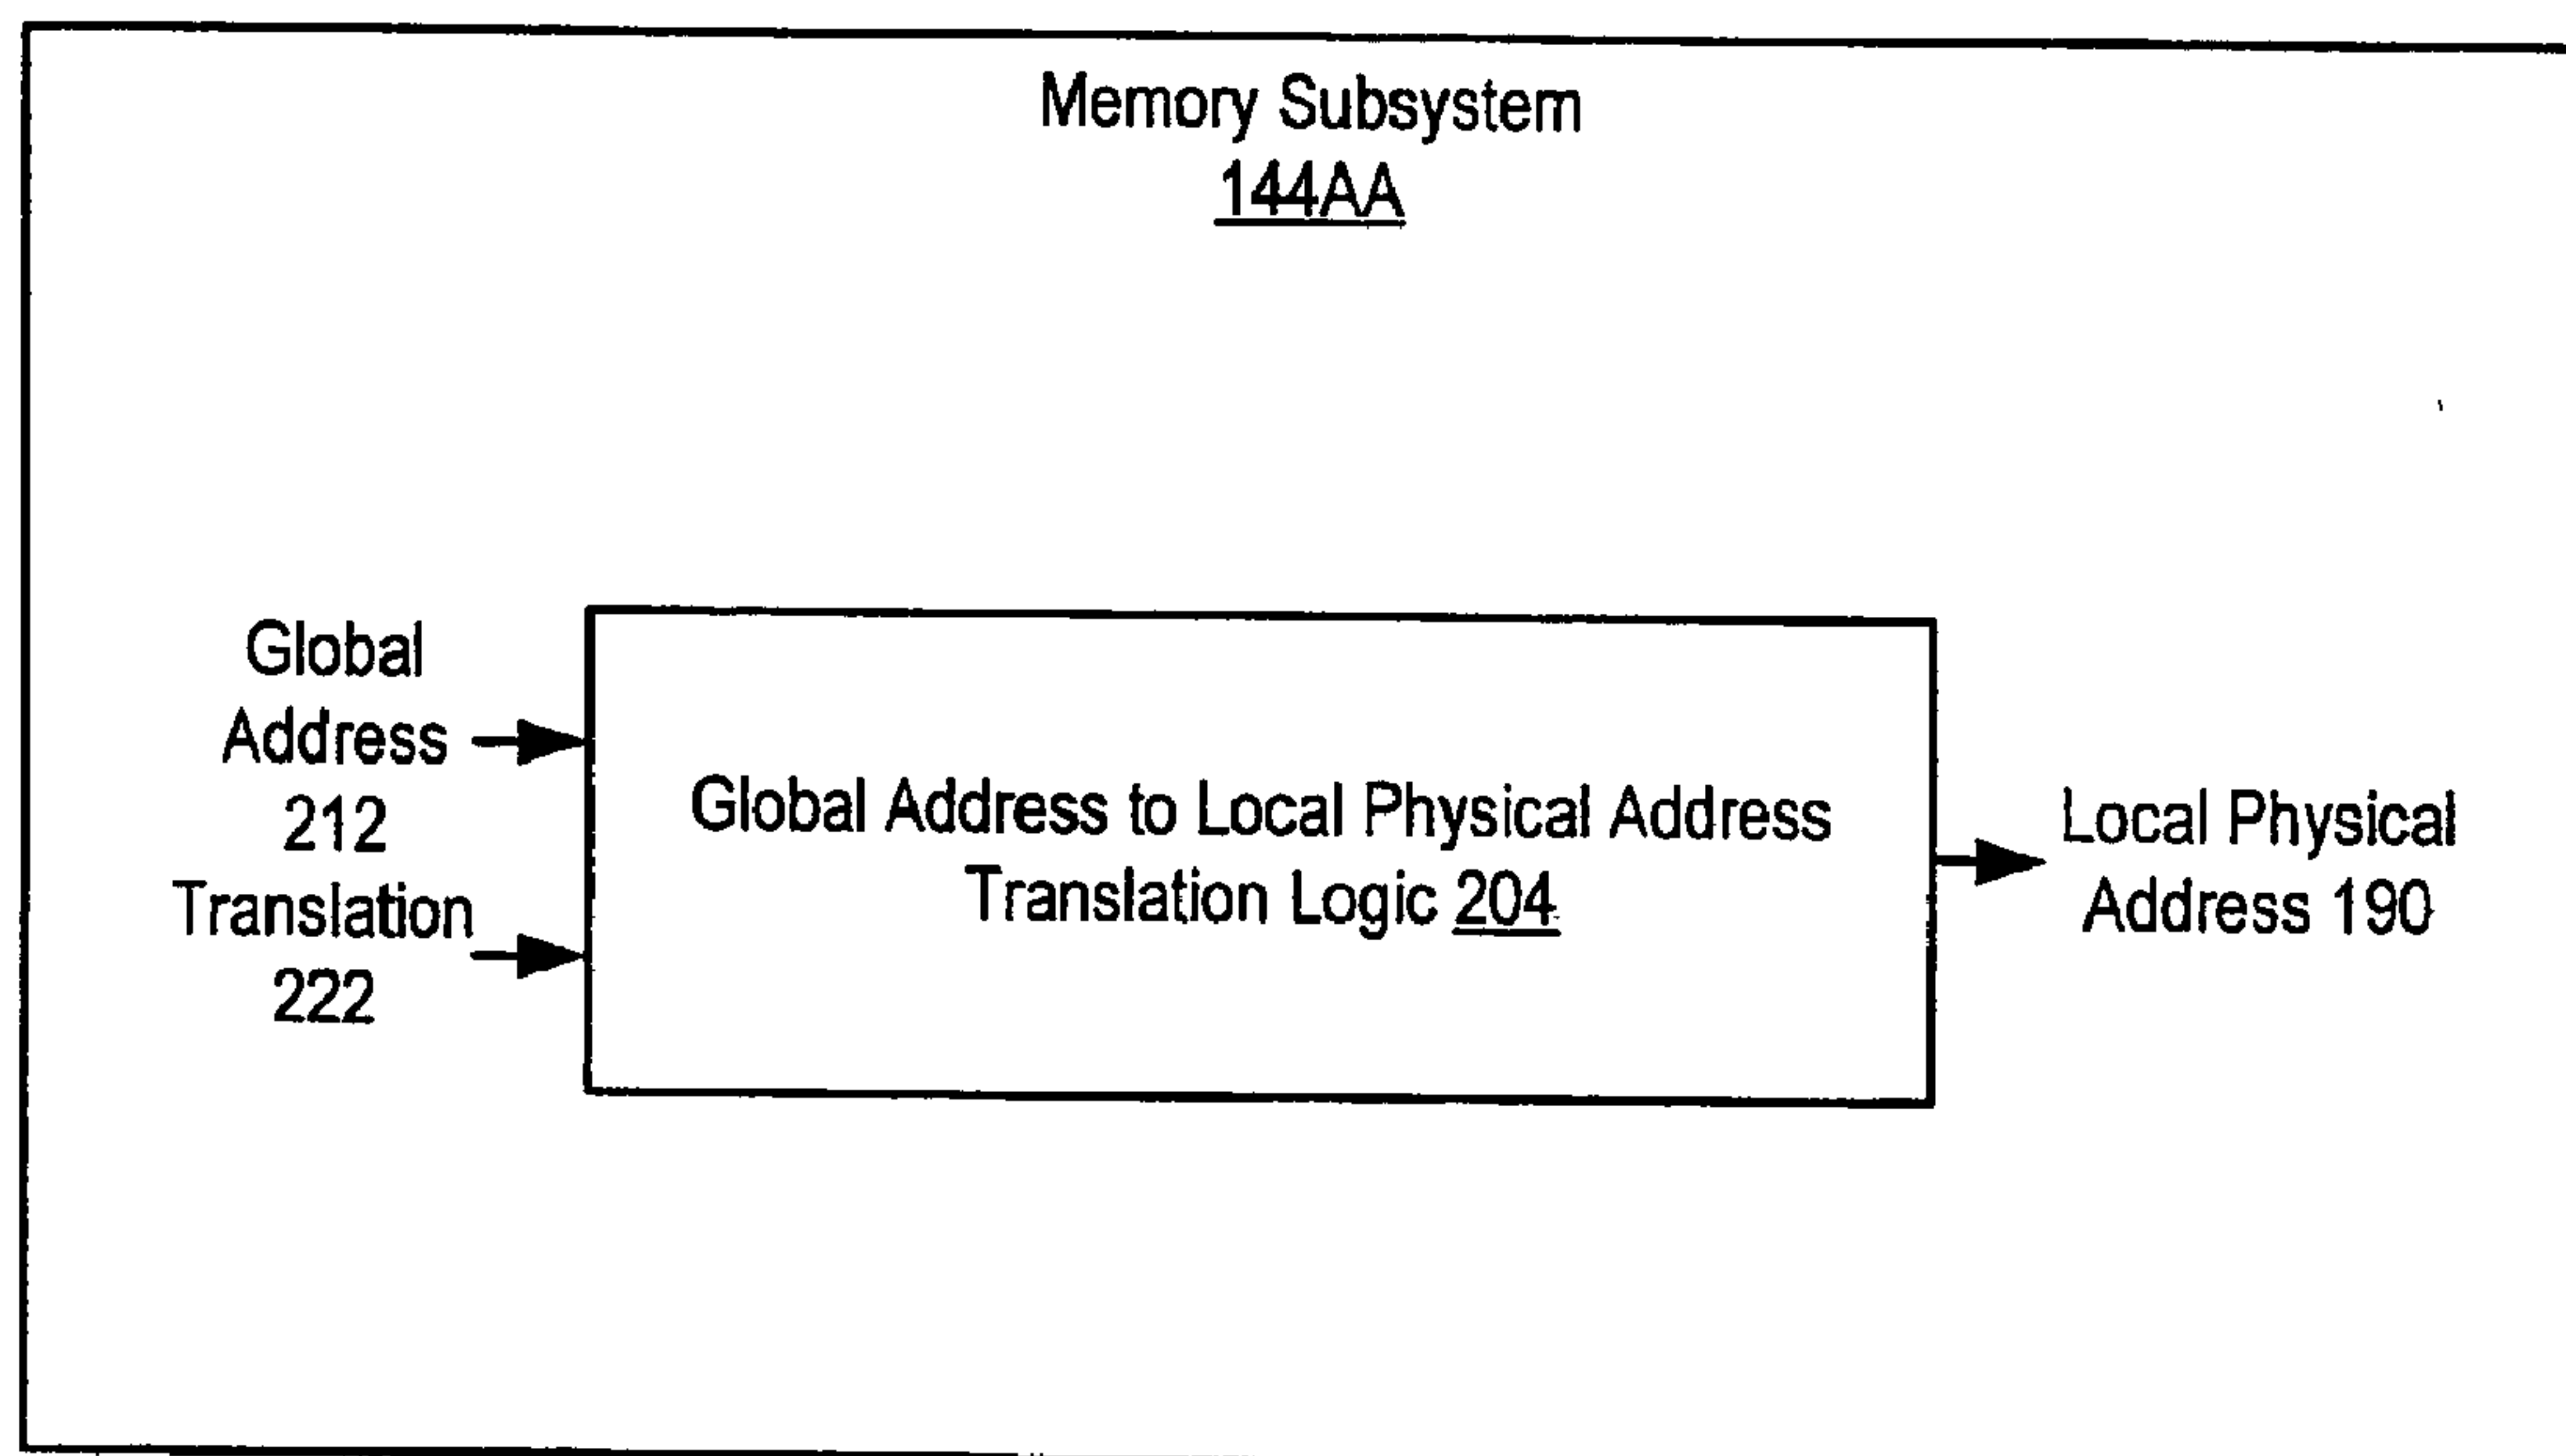 Memory Subsystem
144AA
Global
Address
212
Translation
222
Global Address to Local Physical Address
Translation Logic 204
Local Physical
Address 190